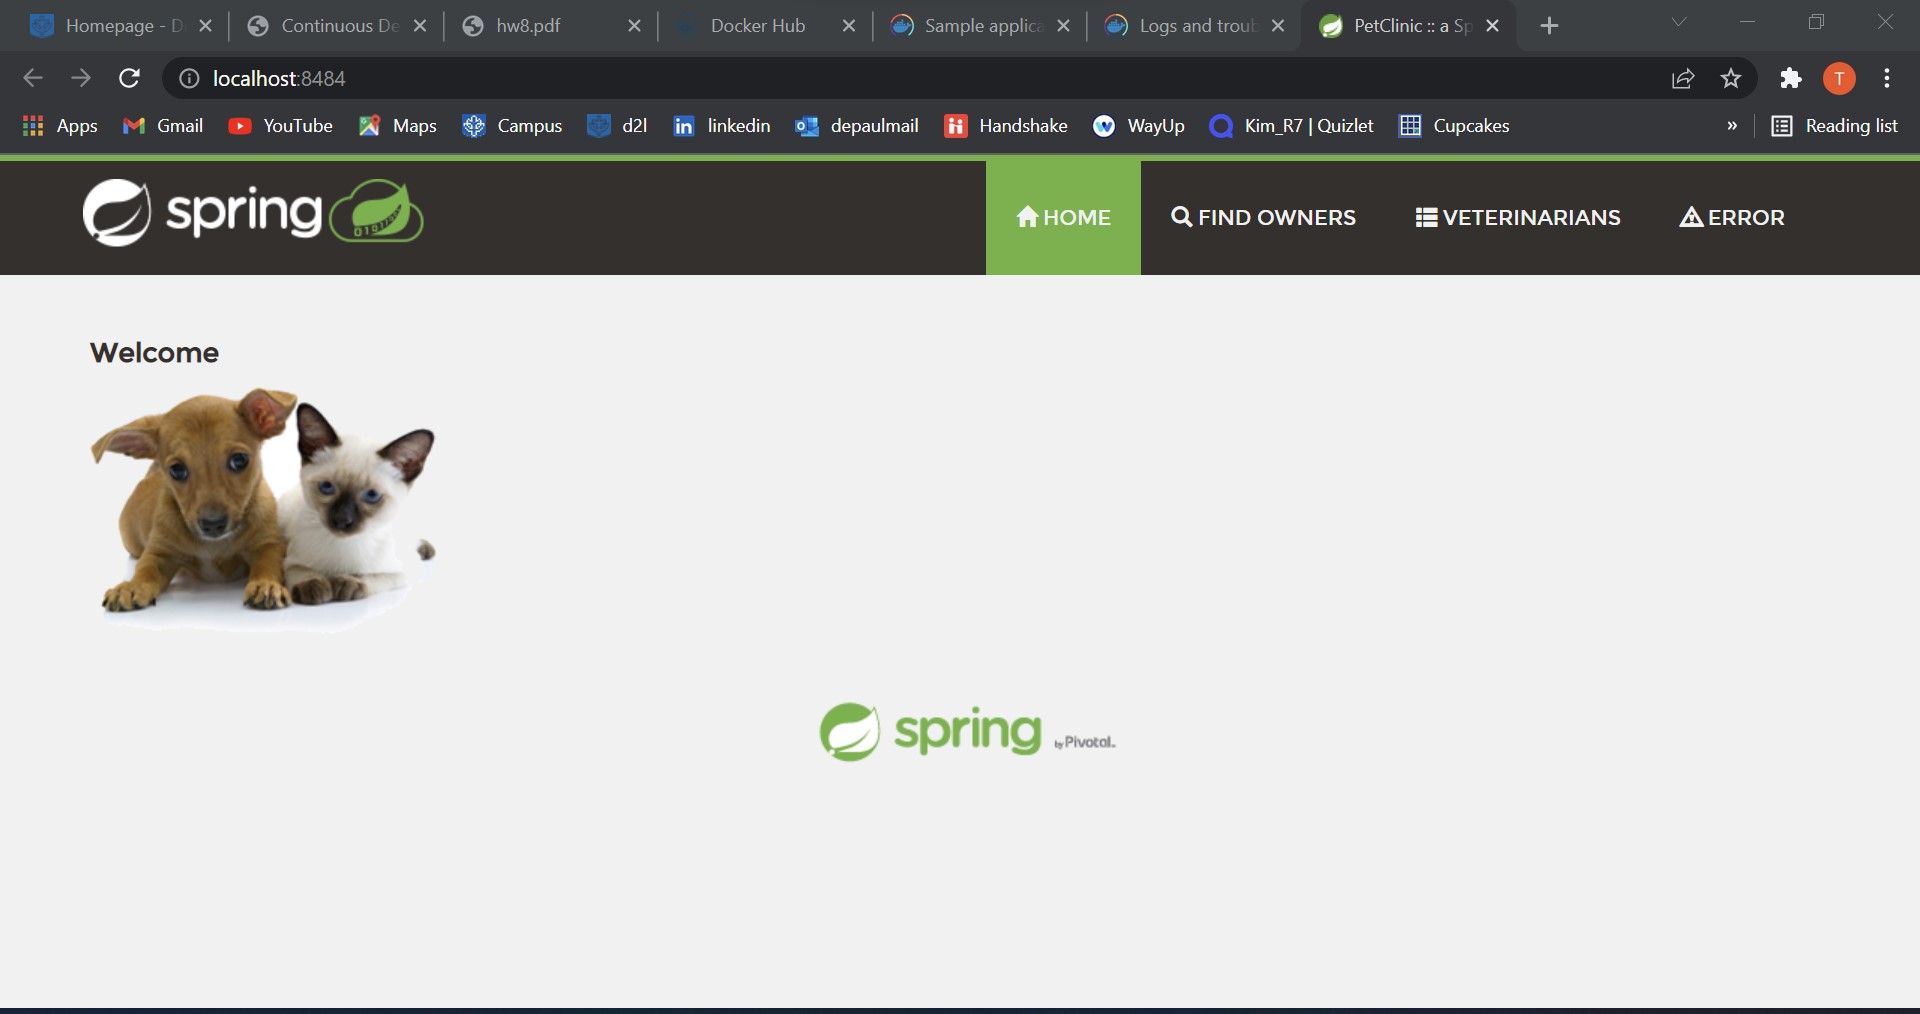 Homepage - D
Continuous De
hw8.pdf
Docker Hub
Sample applica
Logs and troub
PetClinic :: a Sp
localhost:8484
T
Apps
Gmail
YouTube
Maps
Campus
d2l
linkedin
depaulmail
Handshake
WayUp
Kim_R7 | Quizlet
Cupcakes
»
Reading list
spring
HOME
FIND OWNERS
VETERINARIANS
ERROR
Welcome
spring by Pivotal